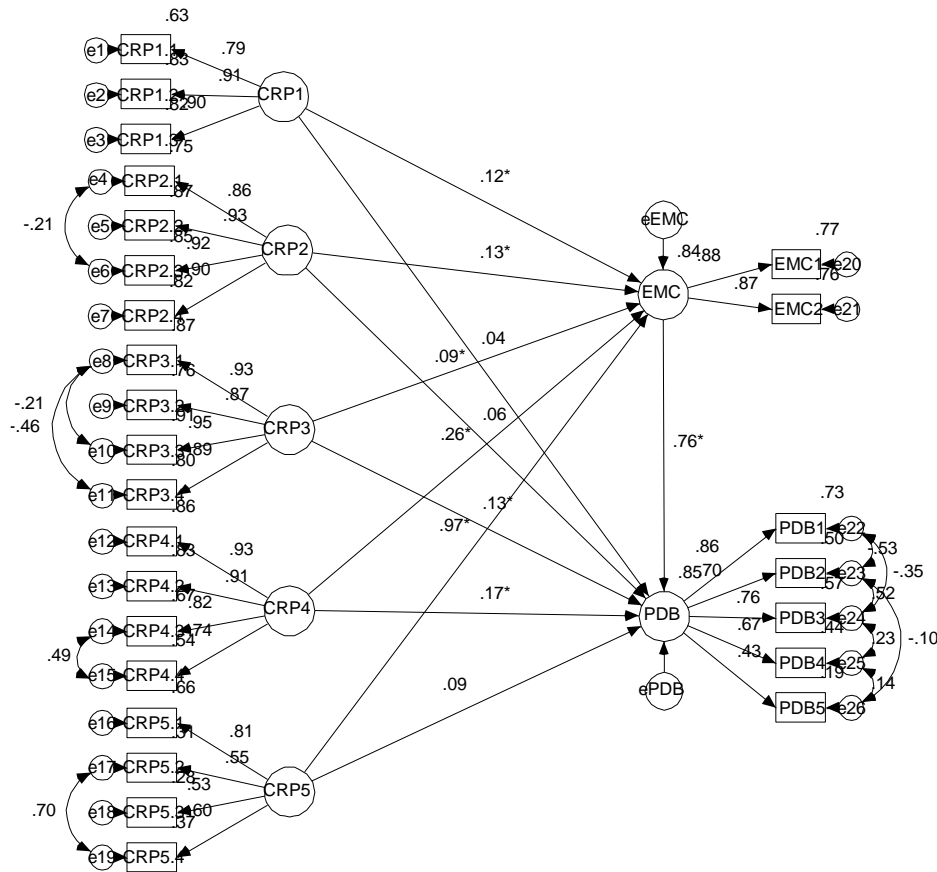 .63
e1 CRP1.1 .79
.83
.91
e2 CRP1.2 .90 CRP1
.82
e3 CRP1.3
.75
e4 CRP2.1 .86
.87
.93
-.21 e5 CRP2.2 CRP2
.85 .92
e6 CRP2.3 .90
.82
e7 CRP2.4
.87
e8 CRP3.1 .93
.76
.87
-.21 e9 CRP3.2
-.46 .91 .95 CRP3
e10 CRP3.3 .89
.80
e11 CRP3.4
.86
e12 CRP4.1 .93
.83
.91
e13 CRP4.2 CRP4
.67 .82
e14 CRP4.3 .74
.49 .54
e15 CRP4.4
.66
e16 CRP5.1 .81
.31
.55
e17 CRP5.2 CRP5
.28 .53
.70 e18 CRP5.3 .60
.37
e19 CRP5.4
.12*
.13*
.04
.09*
.06
.26*
.13*
.97*
.17*
.09
eEMC
.84 .88 .77
EMC EMC1 e20
.87 .76
EMC2 e21
.76*
.73
PDB1 e22
.86 .50 -.53
.85 .70 PDB2 e23 -.35
PDB .76 .57 .52
.67 PDB3 e24
.43 .44 .23 -.10
PDB4 e25
ePDB .19 .14
PDB5 e26